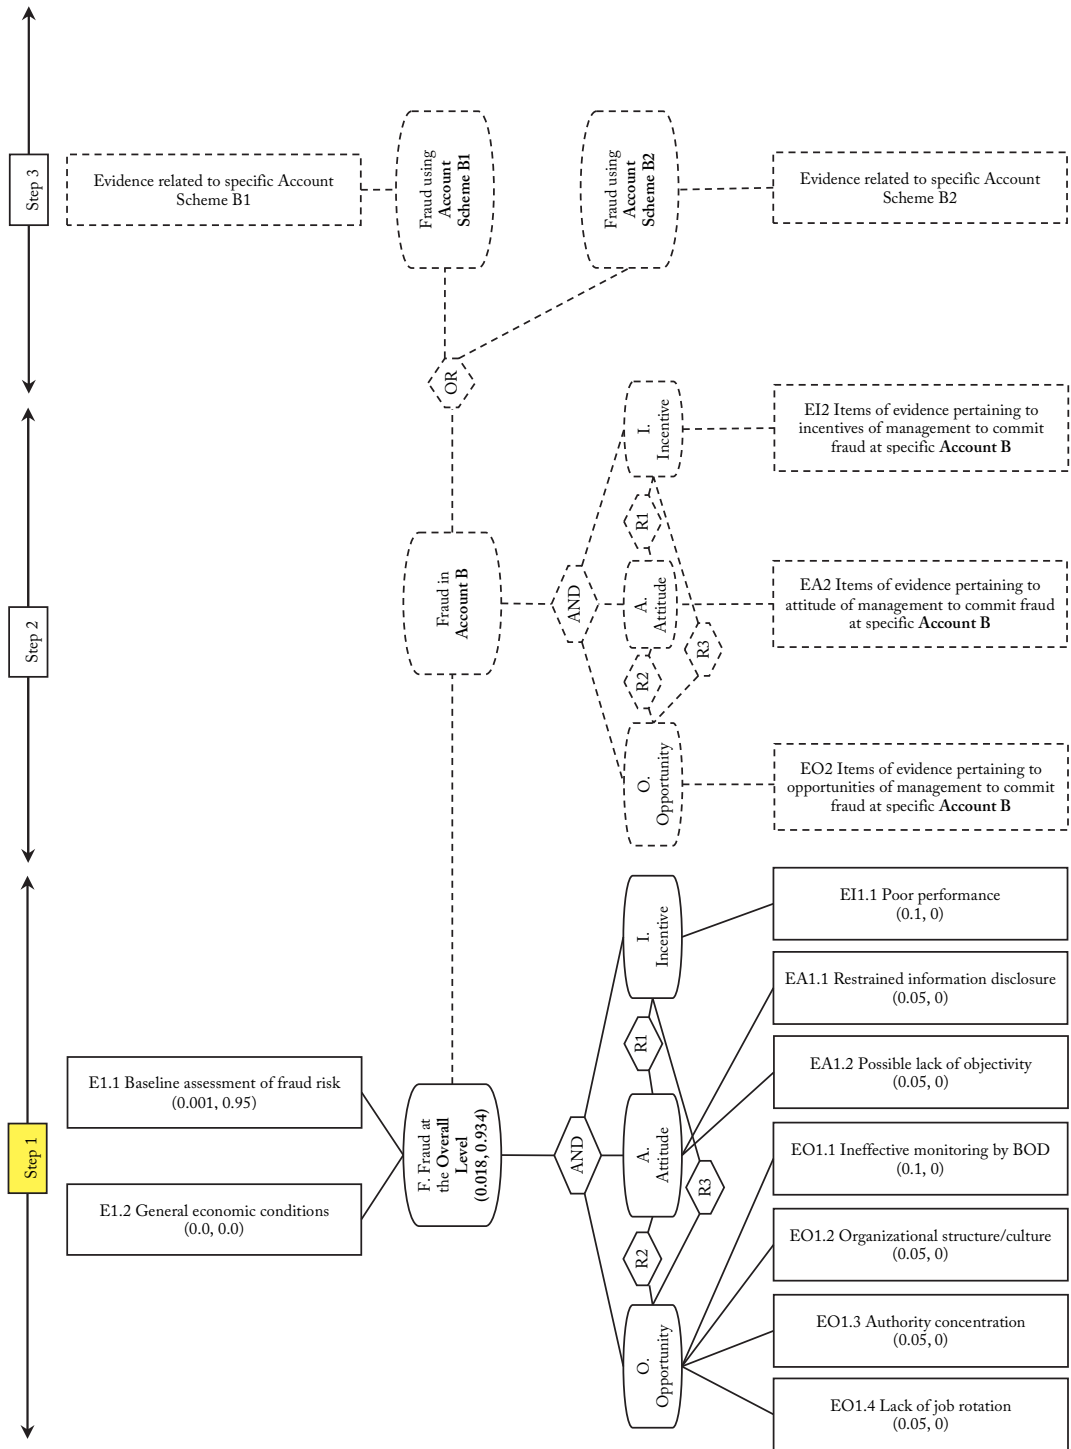 Step 3
Evidence related to specific Account
Scheme B1
Fraud using
Account
Scheme B1
Fraud using
Account
Scheme B2
Evidence related to specific Account
Scheme B2
OR
Step 2
Fraud in
Account B
AND
I.
Incentive
R1
A.
Attitude
R2
R3
O.
Opportunity
EI2 Items of evidence pertaining to
incentives of management to commit
fraud at specific Account B
EA2 Items of evidence pertaining to
attitude of management to commit fraud
at specific Account B
EO2 Items of evidence pertaining to
opportunities of management to commit
fraud at specific Account B
Step 1
E1.1 Baseline assessment of fraud risk
(0.001, 0.95)
E1.2 General economic conditions
(0.0, 0.0)
F. Fraud at
the Overall
Level
(0.018, 0.934)
AND
I.
Incentive
R1
A.
Attitude
R2
R3
O.
Opportunity
EI1.1 Poor performance
(0.1, 0)
EA1.1 Restrained information disclosure
(0.05, 0)
EA1.2 Possible lack of objectivity
(0.05, 0)
EO1.1 Ineffective monitoring by BOD
(0.1, 0)
EO1.2 Organizational structure/culture
(0.05, 0)
EO1.3 Authority concentration
(0.05, 0)
EO1.4 Lack of job rotation
(0.05, 0)